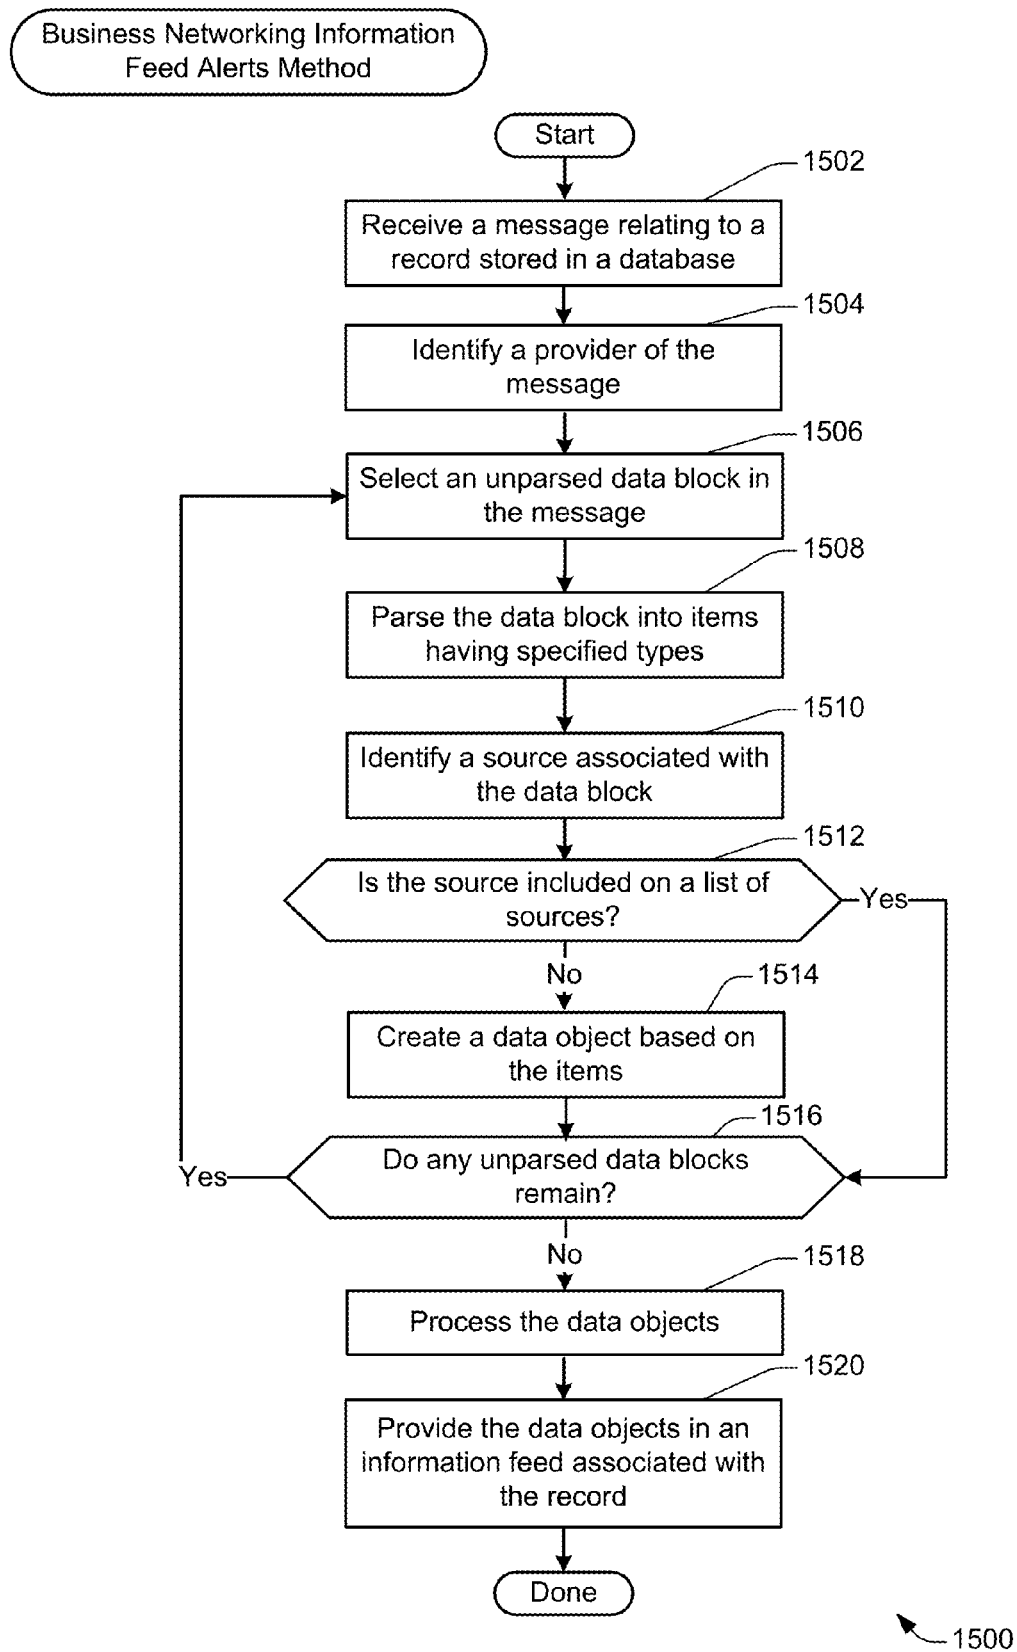 Business Networking Information
Feed Alerts Method
Start
1502
Receive a message relating to a
record stored in a database
1504
Identify a provider of the
message
1506
Select an unparsed data block in
the message
1508
Parse the data block into items
having specified types
1510
Identify a source associated with
the data block
1512
Is the source included on a list of
sources?
Yes
No
1514
Create a data object based on
the items
1516
Do any unparsed data blocks
remain?
Yes
No
1518
Process the data objects
1520
Provide the data objects in an
information feed associated with
the record
Done
1500